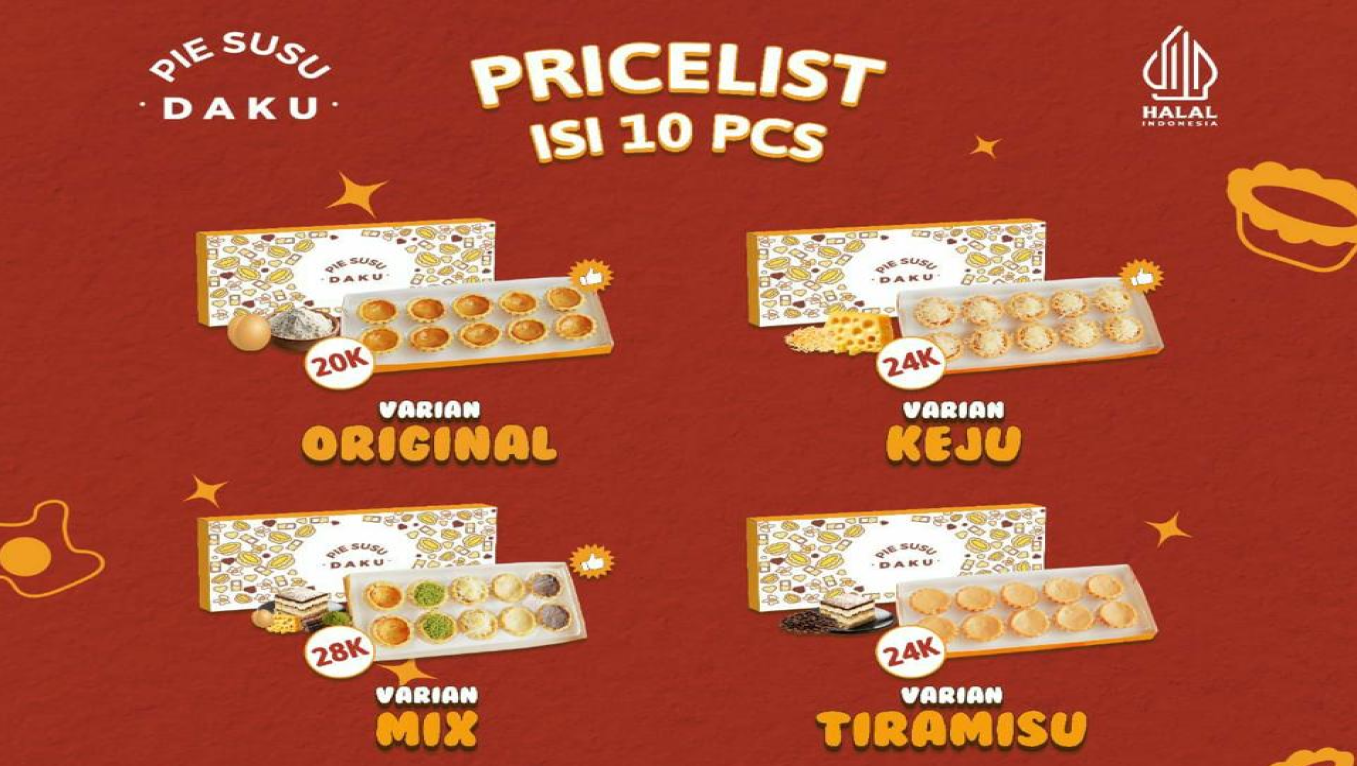 PIE SUSU
· DAKU ·
PRICELIST
ISI 10 PCS
HALAL
INDONESIA
PIE SUSU
· DAKU ·
20K
VARIAN
ORIGINAL
PIE SUSU
· DAKU ·
24K
VARIAN
KEJU
PIE SUSU
· DAKU ·
28K
VARIAN
MIX
PIE SUSU
· DAKU ·
24K
VARIAN
TIRAMISU